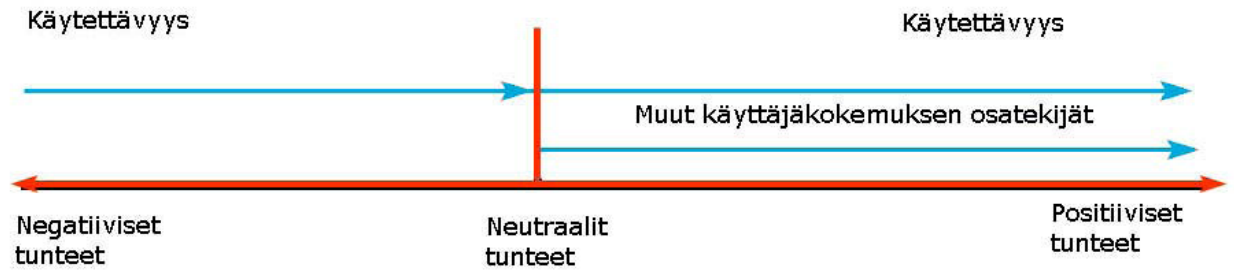 Käytettävyys
Käytettävyys
Muut käyttäjäkokemuksen osatekijät
Negatiiviset
tunteet
Neutraalit
tunteet
Positiiviset
tunteet